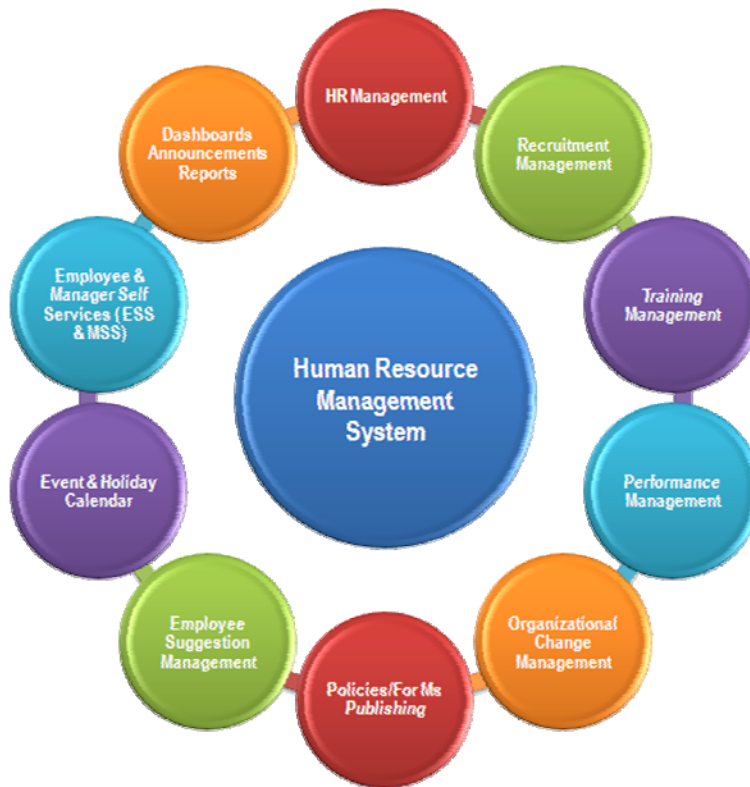 HR Management
Recruitment
Management
Training
Management
Performance
Management
Organizational
Change
Management
Policies/For Ms
Publishing
Employee
Suggestion
Management
Event & Holiday
Calendar
Employee &
Manager Self
Services ( ESS
& MSS)
Dashboards
Announcements
Reports
Human Resource
Management
System